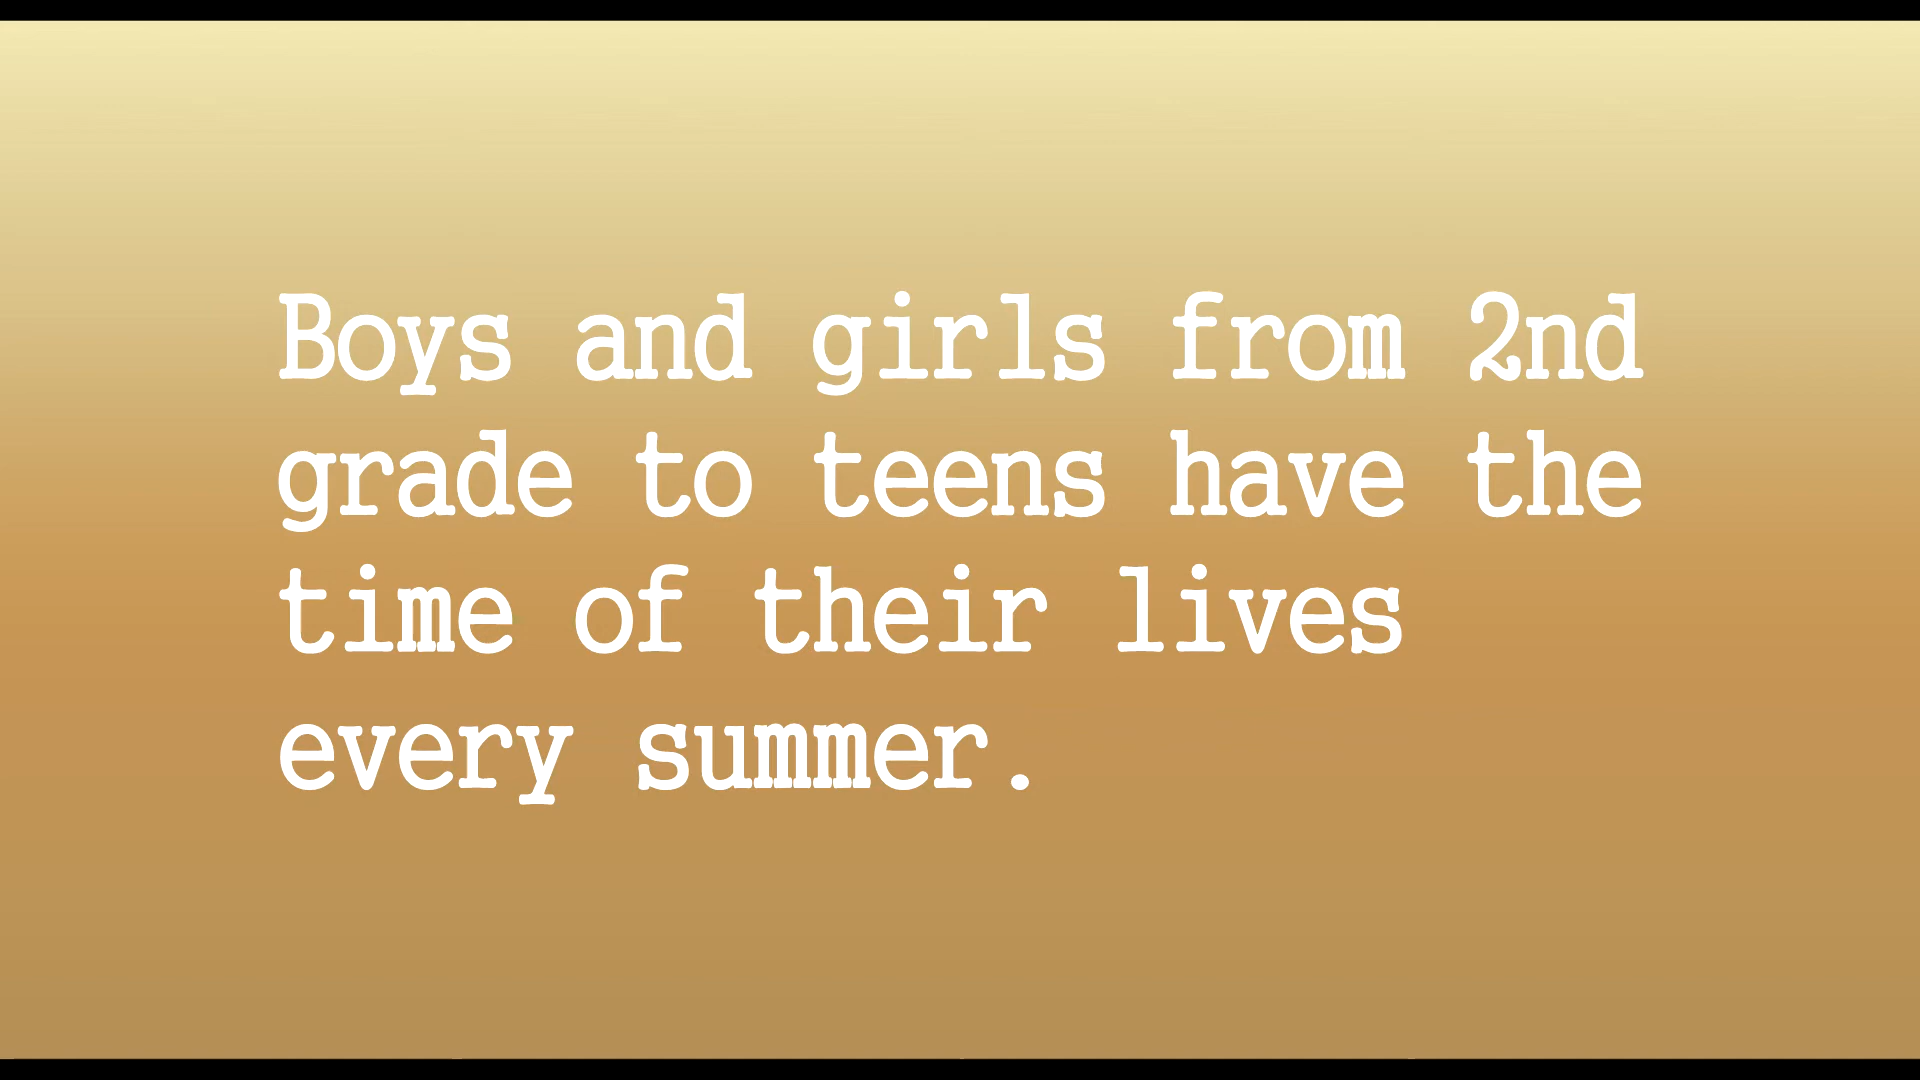 Boys and girls from 2nd
grade to teens have the
time of their lives
every summer.